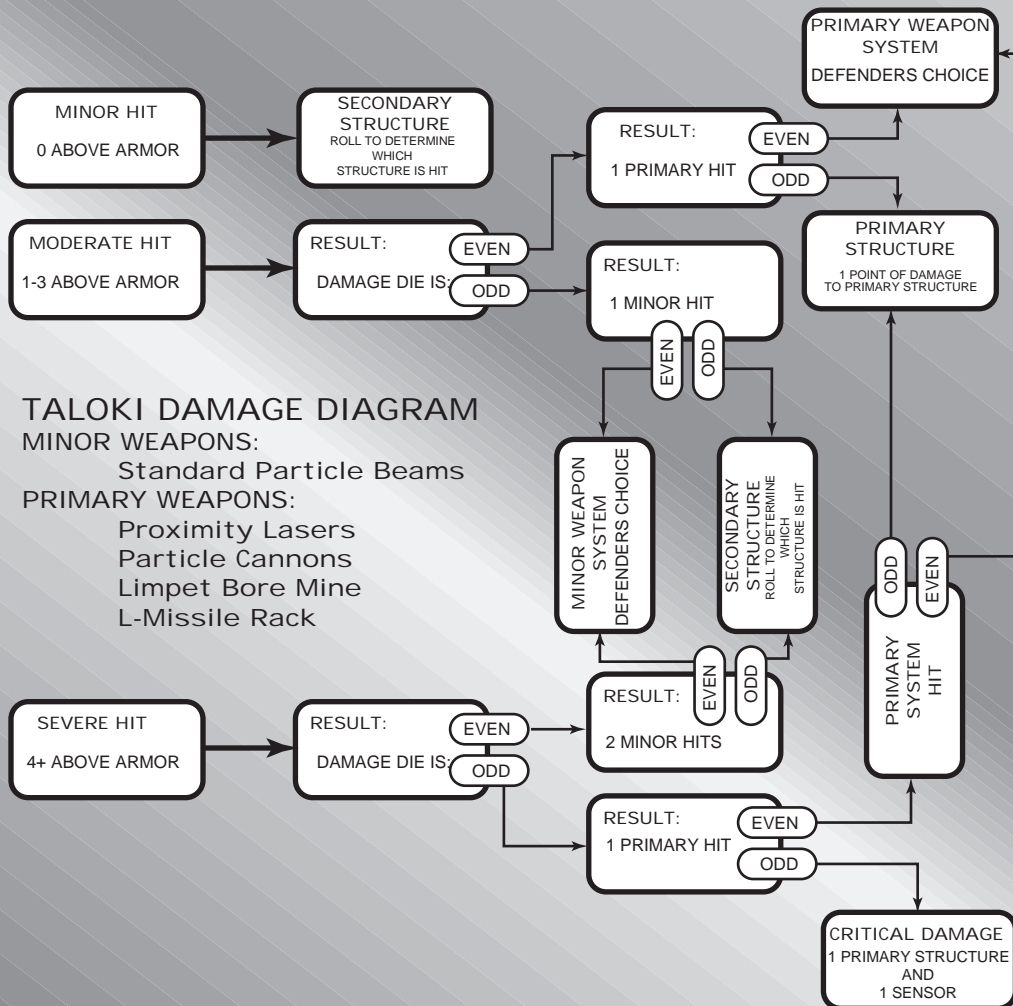 PRIMARY WEAPON
SYSTEM
DEFENDERS CHOICE
MINOR HIT
0 ABOVE ARMOR
SECONDARY
STRUCTURE
ROLL TO DETERMINE
WHICH
STRUCTURE IS HIT
RESULT:
1 PRIMARY HIT
EVEN
ODD
MODERATE HIT
1-3 ABOVE ARMOR
RESULT:
DAMAGE DIE IS:
EVEN
ODD
RESULT:
1 MINOR HIT
EVEN
ODD
PRIMARY
STRUCTURE
1 POINT OF DAMAGE
TO PRIMARY STRUCTURE
TALOKI DAMAGE DIAGRAM
MINOR WEAPONS:
Standard Particle Beams
PRIMARY WEAPONS:
Proximity Lasers
Particle Cannons
Limpet Bore Mine
L-Missile Rack
MINOR WEAPON
SYSTEM
DEFENDERS CHOICE
SECONDARY
STRUCTURE
ROLL TO DETERMINE
WHICH
STRUCTURE IS HIT
ODD
EVEN
PRIMARY
SYSTEM
HIT
SEVERE HIT
4+ ABOVE ARMOR
RESULT:
DAMAGE DIE IS:
EVEN
ODD
RESULT:
2 MINOR HITS
EVEN
ODD
RESULT:
1 PRIMARY HIT
EVEN
ODD
CRITICAL DAMAGE
1 PRIMARY STRUCTURE
AND
1 SENSOR